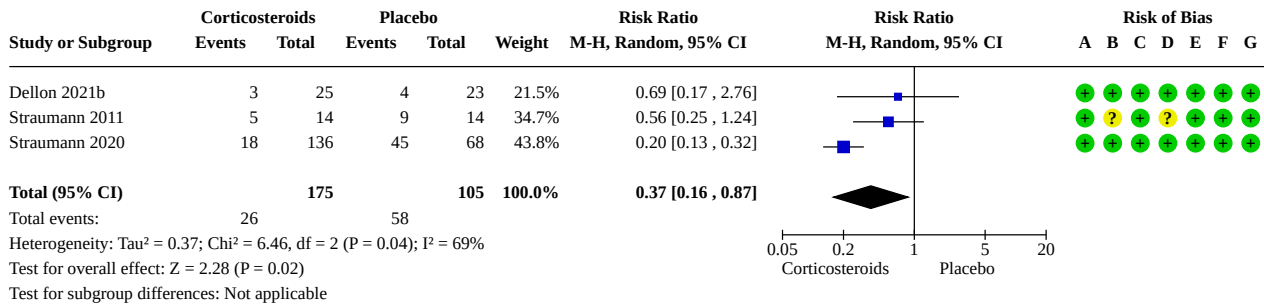 Corticosteroids Placebo Risk Ratio Risk Ratio Risk of Bias
Study or Subgroup Events Total Events Total Weight M-H, Random, 95% CI M-H, Random, 95% CI A B C D E F G
Dellon 2021b 3 25 4 23 21.5% 0.69 [0.17 , 2.76] + + + + + + +
Straumann 2011 5 14 9 14 34.7% 0.56 [0.25 , 1.24] + ? + ? + + +
Straumann 2020 18 136 45 68 43.8% 0.20 [0.13 , 0.32] + + + + + + +
Total (95% CI) 175 105 100.0% 0.37 [0.16 , 0.87]
Total events: 26 58
Heterogeneity: Tau² = 0.37; Chi² = 6.46, df = 2 (P = 0.04); I² = 69%
0.05 0.2 1 5 20
Test for overall effect: Z = 2.28 (P = 0.02) Corticosteroids Placebo
Test for subgroup differences: Not applicable